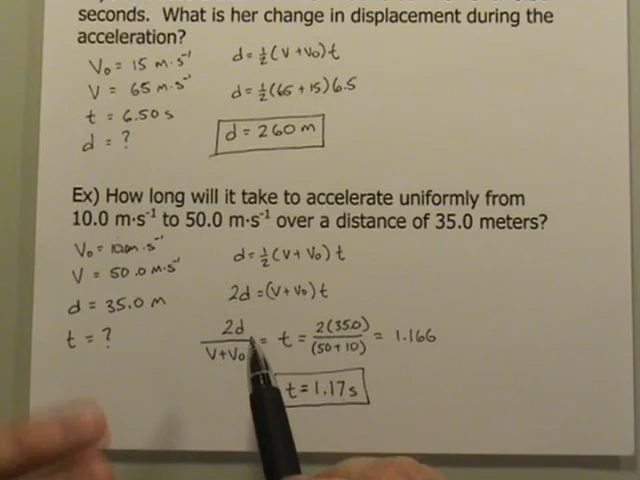 seconds. What is her change in displacement during the
acceleration?
V₀ = 15 m·s⁻¹
V = 65 m·s⁻¹
t = 6.50 s
d = ?
d = ½(V + V₀)t
d = ½(65 + 15)6.5
d = 260 m
Ex) How long will it take to accelerate uniformly from
10.0 m·s⁻¹ to 50.0 m·s⁻¹ over a distance of 35.0 meters?
V₀ = 10 m·s⁻¹
V = 50.0 m·s⁻¹
d = 35.0 m
t = ?
d = ½(V + V₀)t
2d = (V + V₀)t
2d/(V+V₀) = t = 2(35.0)/(50+10) = 1.166
t = 1.17 s